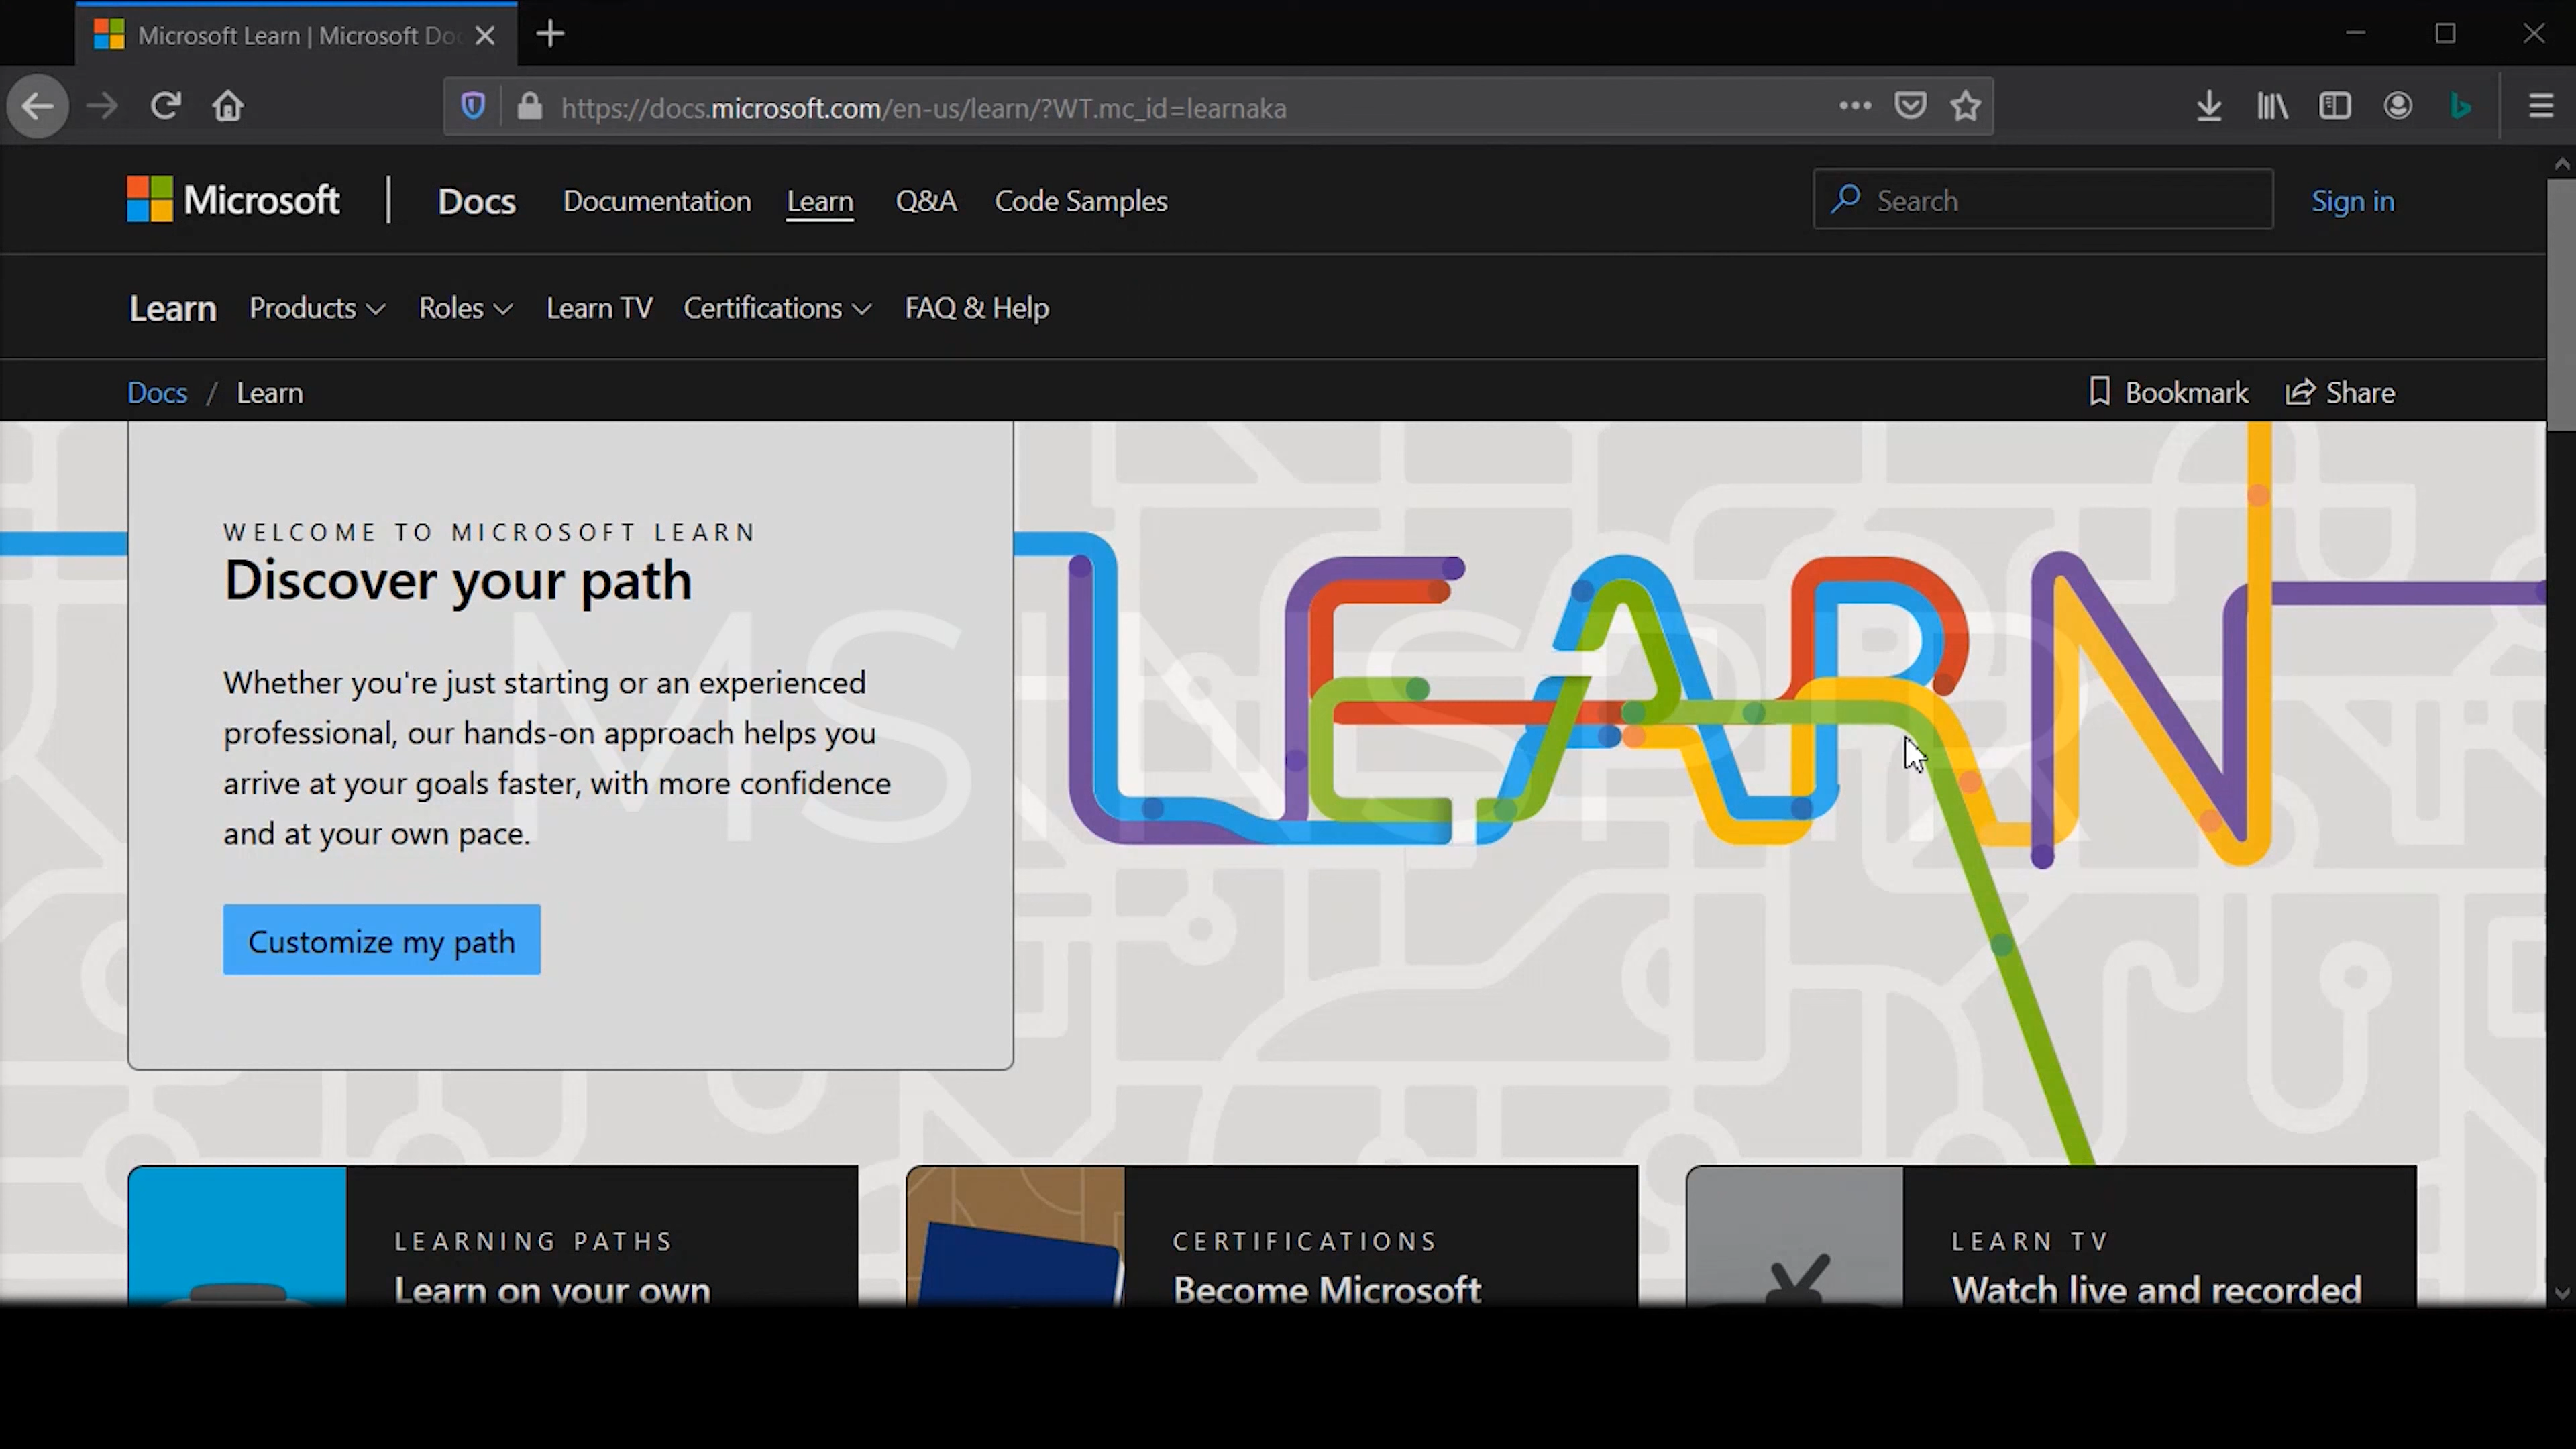 Microsoft Learn | Microsoft Do
https://docs.microsoft.com/en-us/learn/?WT.mc_id=learnaka
Microsoft | Docs Documentation Learn Q&A Code Samples Search Sign in
Learn Products Roles Learn TV Certifications FAQ & Help
Docs / Learn Bookmark Share
WELCOME TO MICROSOFT LEARN
Discover your path
Whether you're just starting or an experienced
professional, our hands-on approach helps you
arrive at your goals faster, with more confidence
and at your own pace.
Customize my path
LEARN
LEARNING PATHS
Learn on your own
CERTIFICATIONS
Become Microsoft
LEARN TV
Watch live and recorded